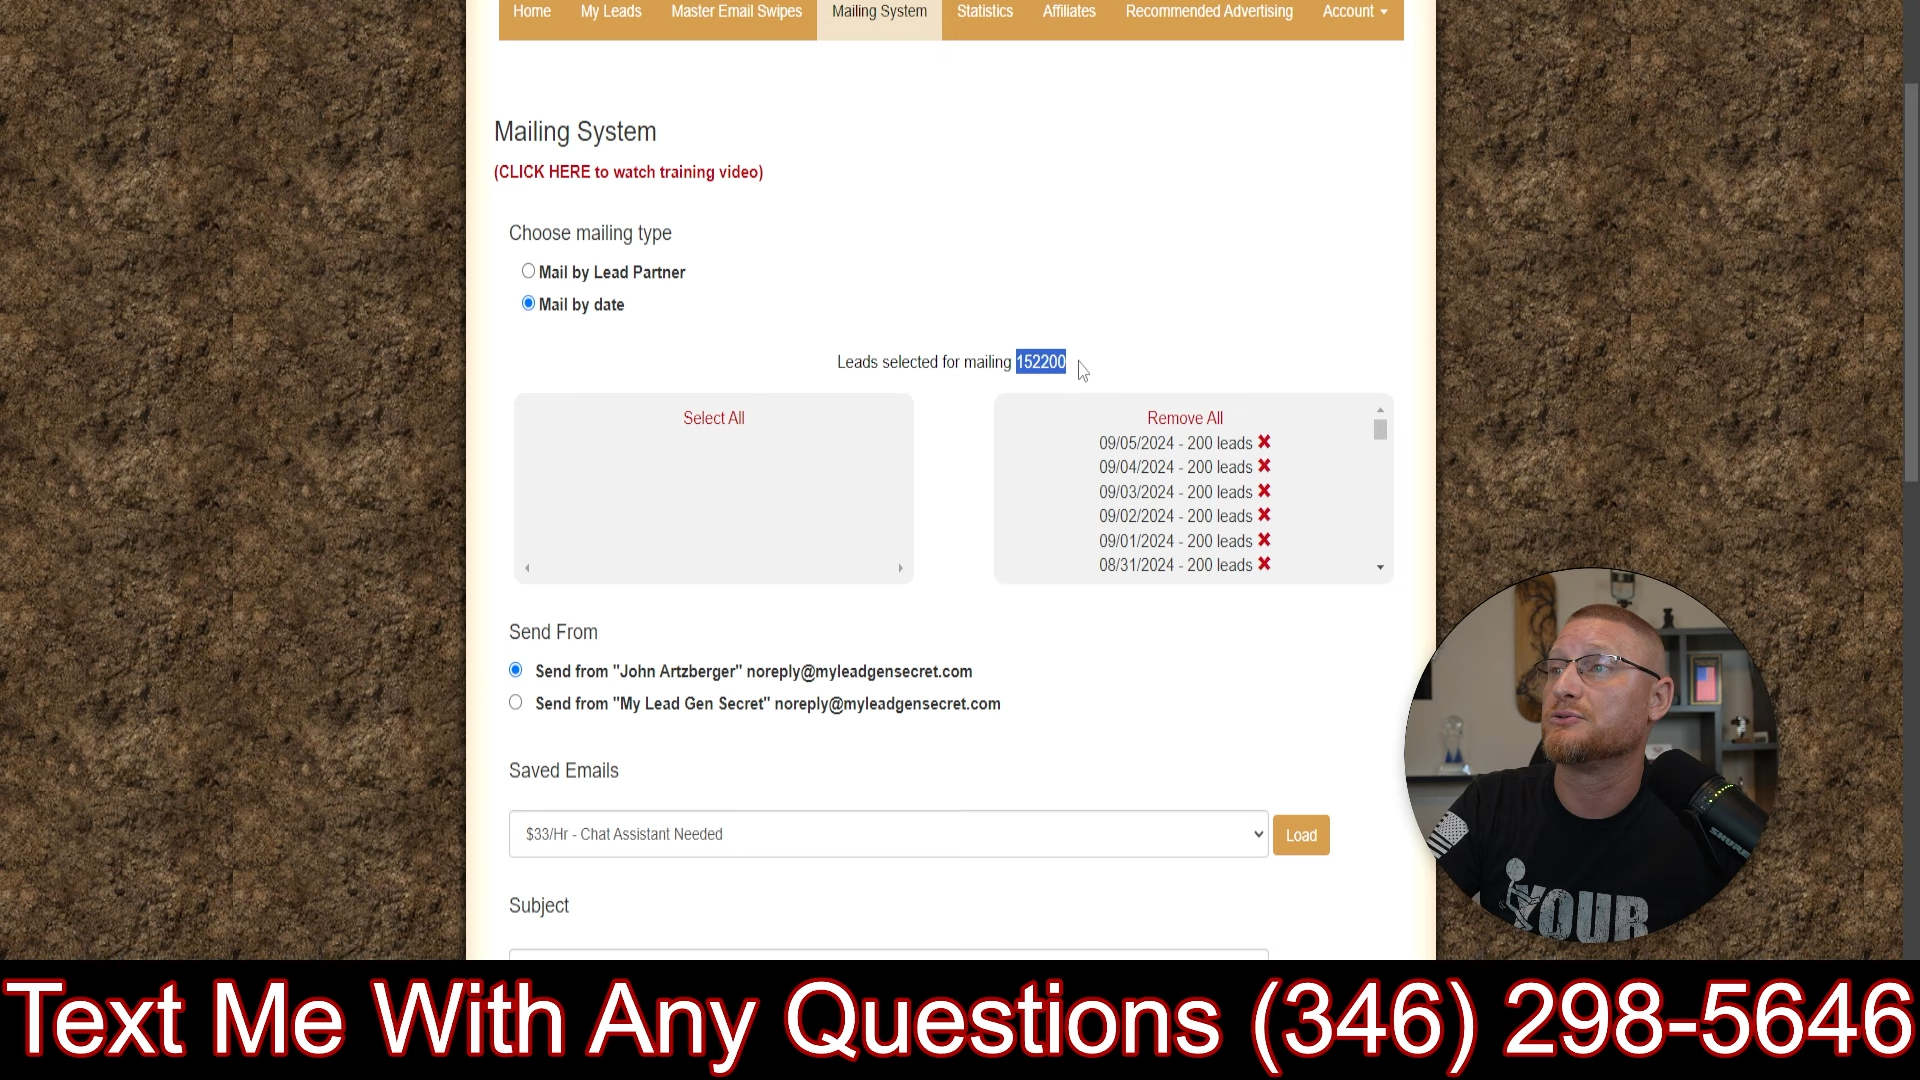 Home My Leads Master Email Swipes Mailing System Statistics Affiliates Recommended Advertising Account
Mailing System
(CLICK HERE to watch training video)
Choose mailing type
Mail by Lead Partner
Mail by date
Leads selected for mailing 152200
Select All
Remove All
09/05/2024 - 200 leads
09/04/2024 - 200 leads
09/03/2024 - 200 leads
09/02/2024 - 200 leads
09/01/2024 - 200 leads
08/31/2024 - 200 leads
Send From
Send from "John Artzberger" noreply@myleadgensecret.com
Send from "My Lead Gen Secret" noreply@myleadgensecret.com
Saved Emails
$33/Hr - Chat Assistant Needed
Load
Subject
SHURE
YOUR
Text Me With Any Questions (346) 298-5646